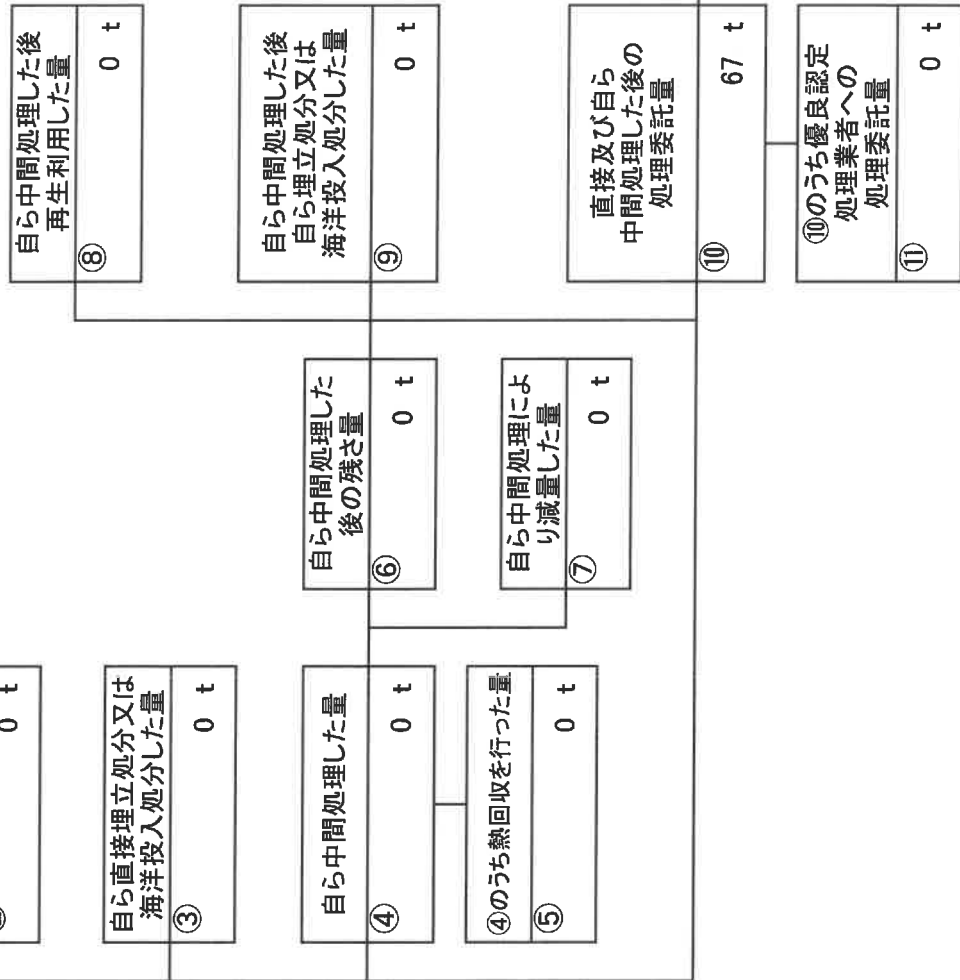 0 t
自ら直接埋立処分又は
海洋投入処分した量
③
0 t
自ら中間処理した量
④
0 t
④のうち熱回収を行った量
⑤
0 t
自ら中間処理した
後の残さ量
⑥
0 t
自ら中間処理によ
り減量した量
⑦
0 t
自ら中間処理した後
再生利用した量
⑧
0 t
自ら中間処理した後
自ら埋立処分又は
海洋投入処分した量
⑨
0 t
直接及び自ら
中間処理した後の
処理委託量
⑩
67 t
⑩のうち優良認定
処理業者への
処理委託量
⑪
0 t